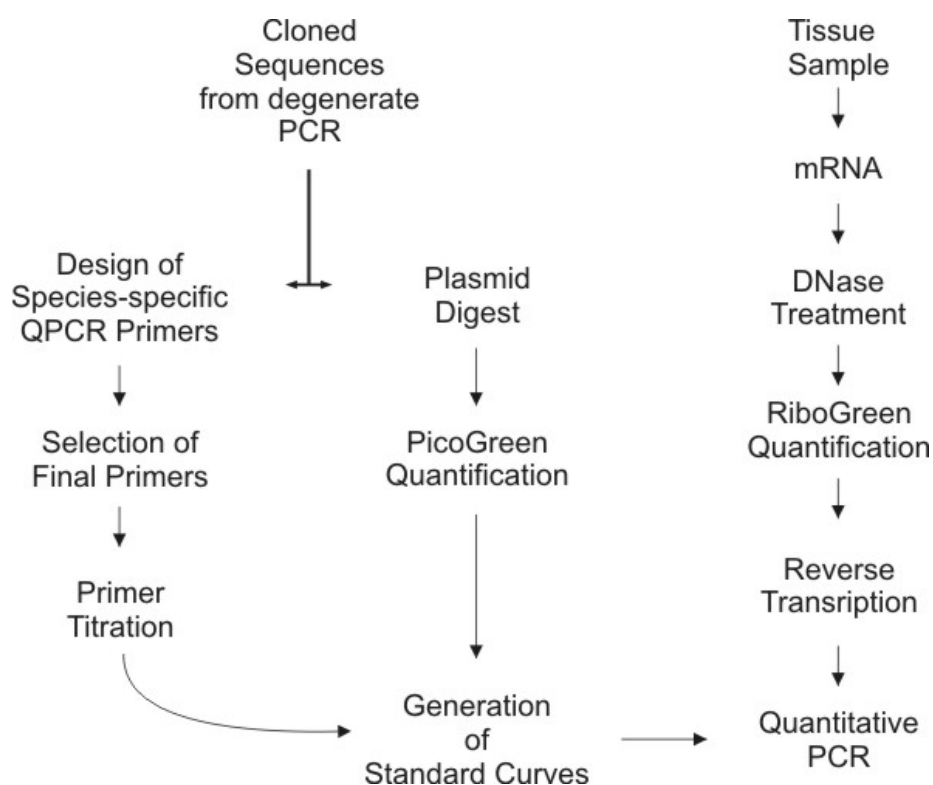 Cloned
Sequences
from degenerate
PCR
Design of
Species-specific
QPCR Primers
Selection of
Final Primers
Primer
Titration
Plasmid
Digest
PicoGreen
Quantification
Generation
of
Standard Curves
Tissue
Sample
mRNA
DNase
Treatment
RiboGreen
Quantification
Reverse
Transription
Quantitative
PCR